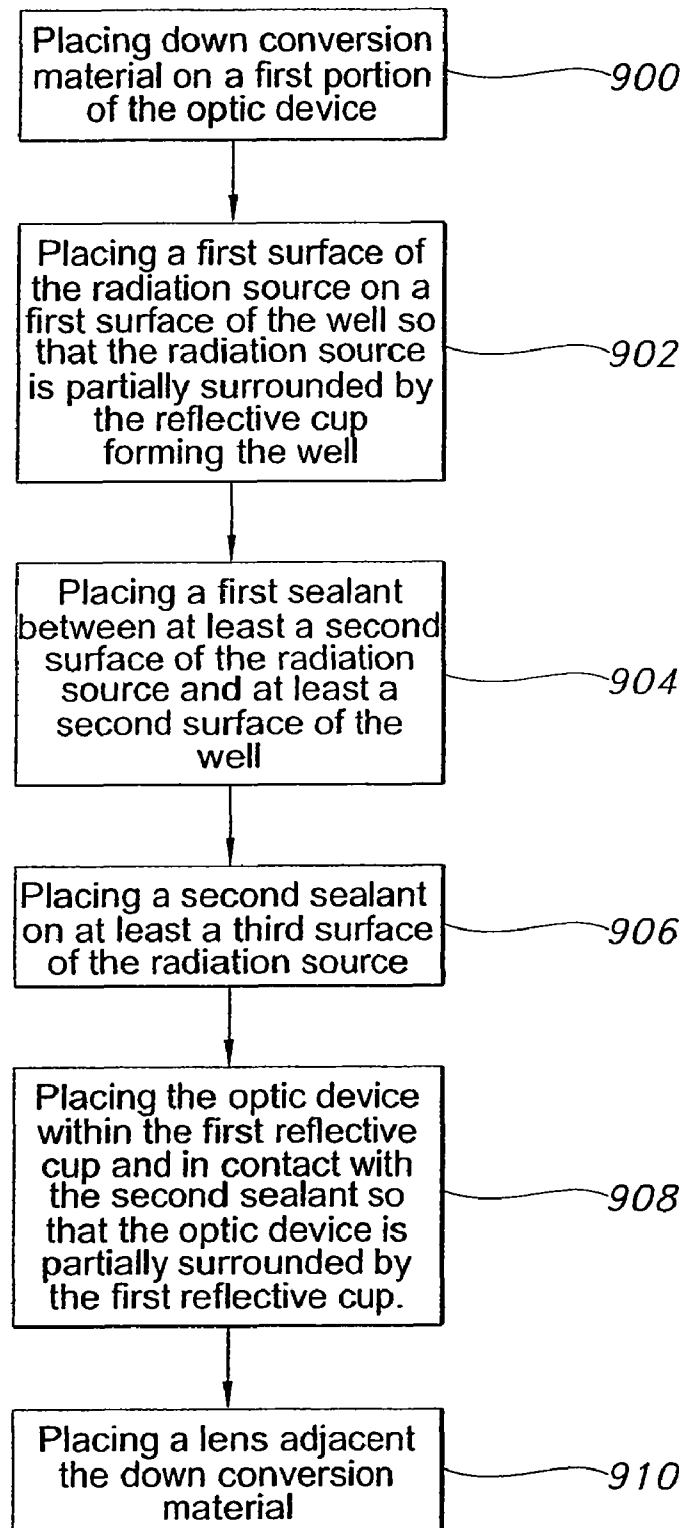 Placing down conversion
material on a first portion
of the optic device
900
Placing a first surface of
the radiation source on a
first surface of the well so
that the radiation source
is partially surrounded by
the reflective cup
forming the well
902
Placing a first sealant
between at least a second
surface of the radiation
source and at least a
second surface of the
well
904
Placing a second sealant
on at least a third surface
of the radiation source
906
Placing the optic device
within the first reflective
cup and in contact with
the second sealant so
that the optic device is
partially surrounded by
the first reflective cup.
908
Placing a lens adjacent
the down conversion
material
910